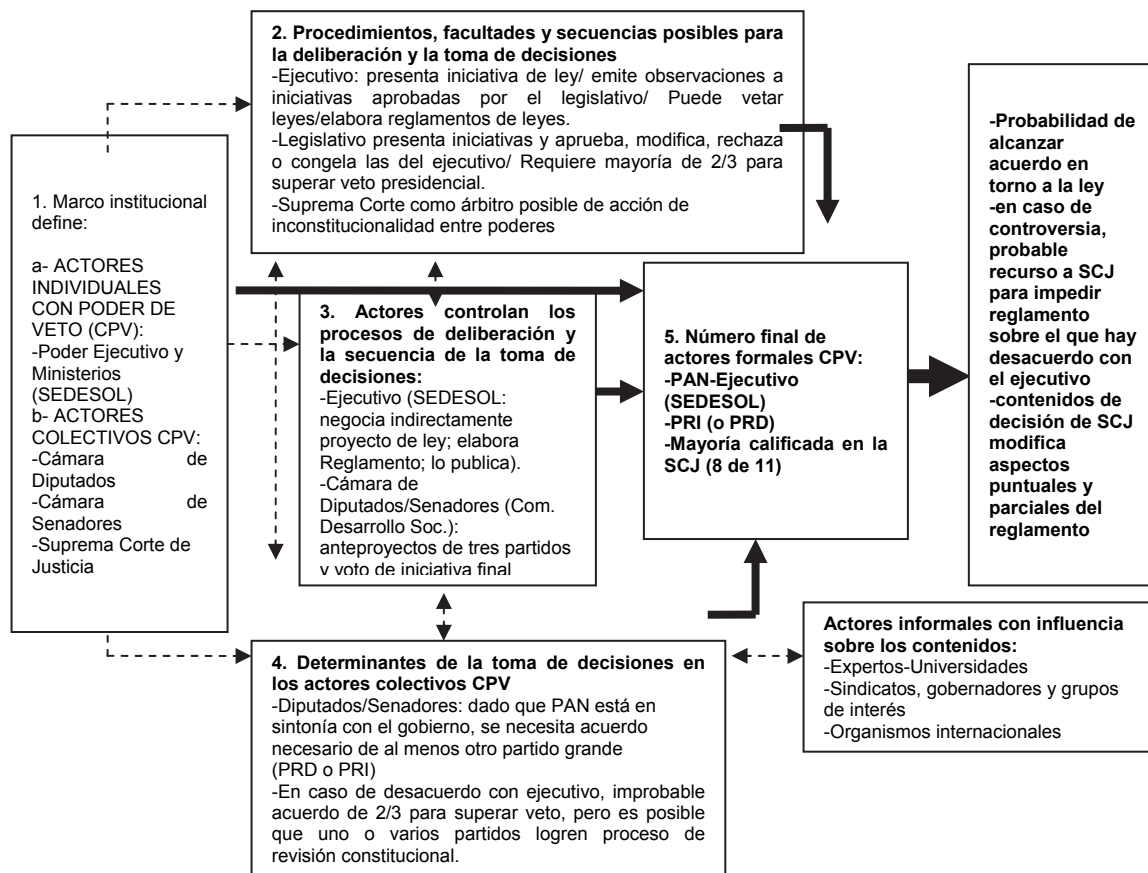 2. Procedimientos, facultades y secuencias posibles para
la deliberación y la toma de decisiones
-Ejecutivo: presenta iniciativa de ley/ emite observaciones a
iniciativas aprobadas por el legislativo/ Puede vetar
leyes/elabora reglamentos de leyes.
-Legislativo presenta iniciativas y aprueba, modifica, rechaza
o congela las del ejecutivo/ Requiere mayoría de 2/3 para
superar veto presidencial.
-Suprema Corte como árbitro posible de acción de
inconstitucionalidad entre poderes
1. Marco institucional
define:
a- ACTORES
INDIVIDUALES
CON PODER DE
VETO (CPV):
-Poder Ejecutivo y
Ministerios
(SEDESOL)
b- ACTORES
COLECTIVOS CPV:
-Cámara de
Diputados
-Cámara de
Senadores
-Suprema Corte de
Justicia
3. Actores controlan los
procesos de deliberación y
la secuencia de la toma de
decisiones:
-Ejecutivo (SEDESOL:
negocia indirectamente
proyecto de ley; elabora
Reglamento; lo publica).
-Cámara de
Diputados/Senadores (Com.
Desarrollo Soc.):
anteproyectos de tres partidos
y voto de iniciativa final
4. Determinantes de la toma de decisiones en
los actores colectivos CPV
-Diputados/Senadores: dado que PAN está en
sintonía con el gobierno, se necesita acuerdo
necesario de al menos otro partido grande
(PRD o PRI)
-En caso de desacuerdo con ejecutivo, improbable
acuerdo de 2/3 para superar veto, pero es posible
que uno o varios partidos logren proceso de
revisión constitucional.
5. Número final de
actores formales CPV:
-PAN-Ejecutivo
(SEDESOL)
-PRI (o PRD)
-Mayoría calificada en la
SCJ (8 de 11)
-Probabilidad de
alcanzar
acuerdo en
torno a la ley
-en caso de
controversia,
probable
recurso a SCJ
para impedir
reglamento
sobre el que hay
desacuerdo con
el ejecutivo
-contenidos de
decisión de SCJ
modifica
aspectos
puntuales y
parciales del
reglamento
Actores informales con influencia
sobre los contenidos:
-Expertos-Universidades
-Sindicatos, gobernadores y grupos
de interés
-Organismos internacionales